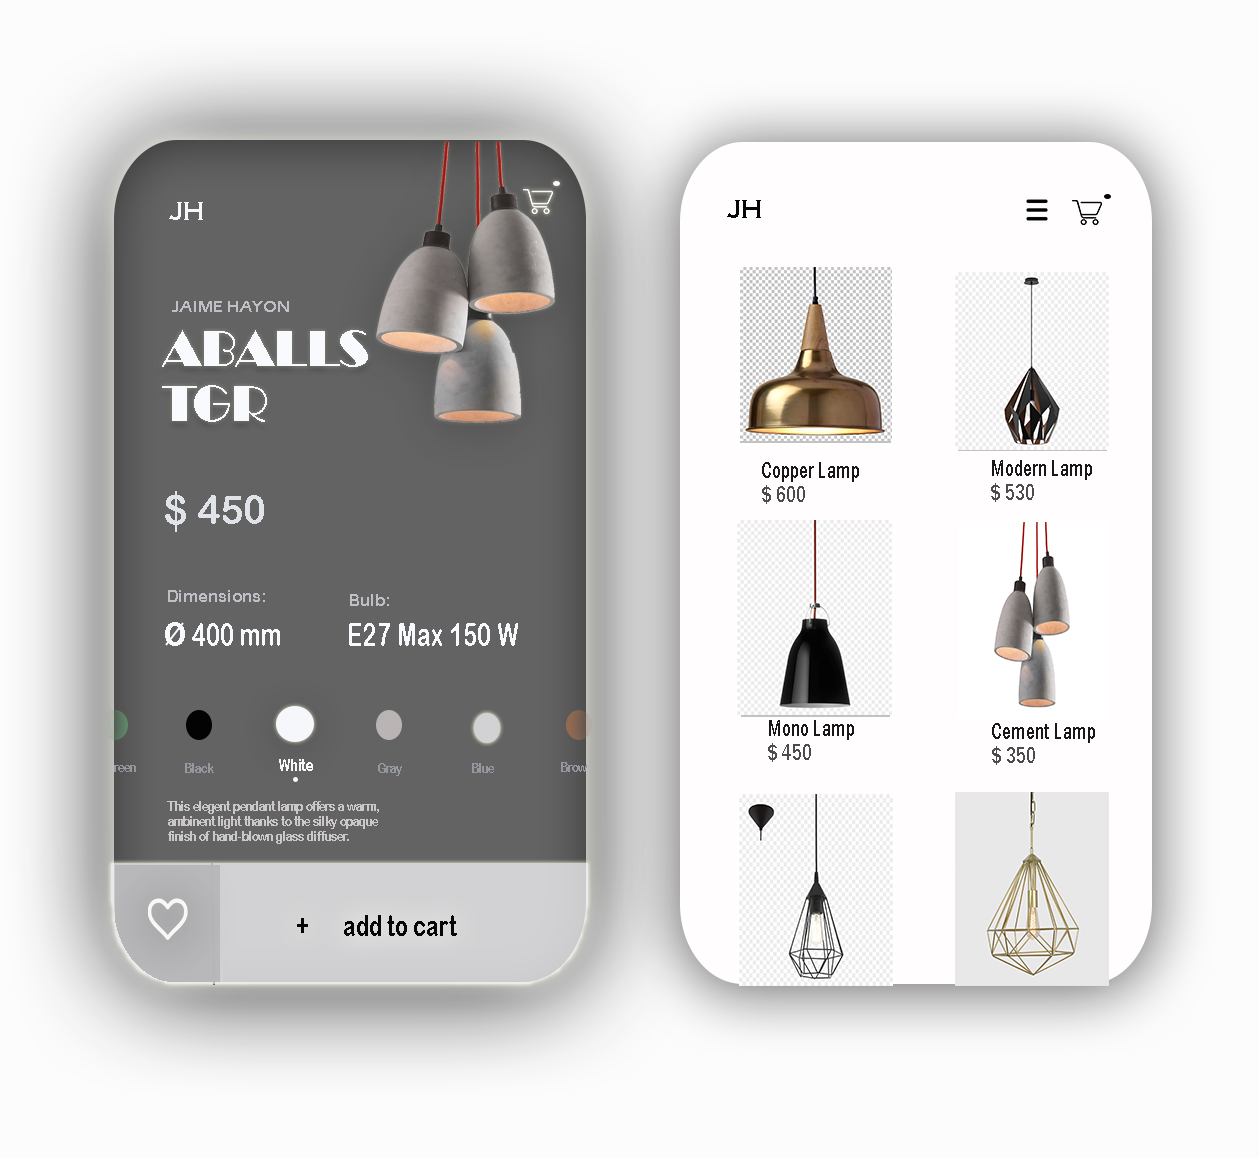 JH
JAIME HAYON
ABALLS
TGR
$ 450
Dimensions:
Ø 400 mm
Bulb:
E27 Max 150 W
reen
Black
White
Gray
Blue
Brow
This elegent pendant lamp offers a warm,
ambinent light thanks to the silky opaque
finish of hand-blown glass diffuser.
+ add to cart
JH
Copper Lamp
$ 600
Modern Lamp
$ 530
Mono Lamp
$ 450
Cement Lamp
$ 350